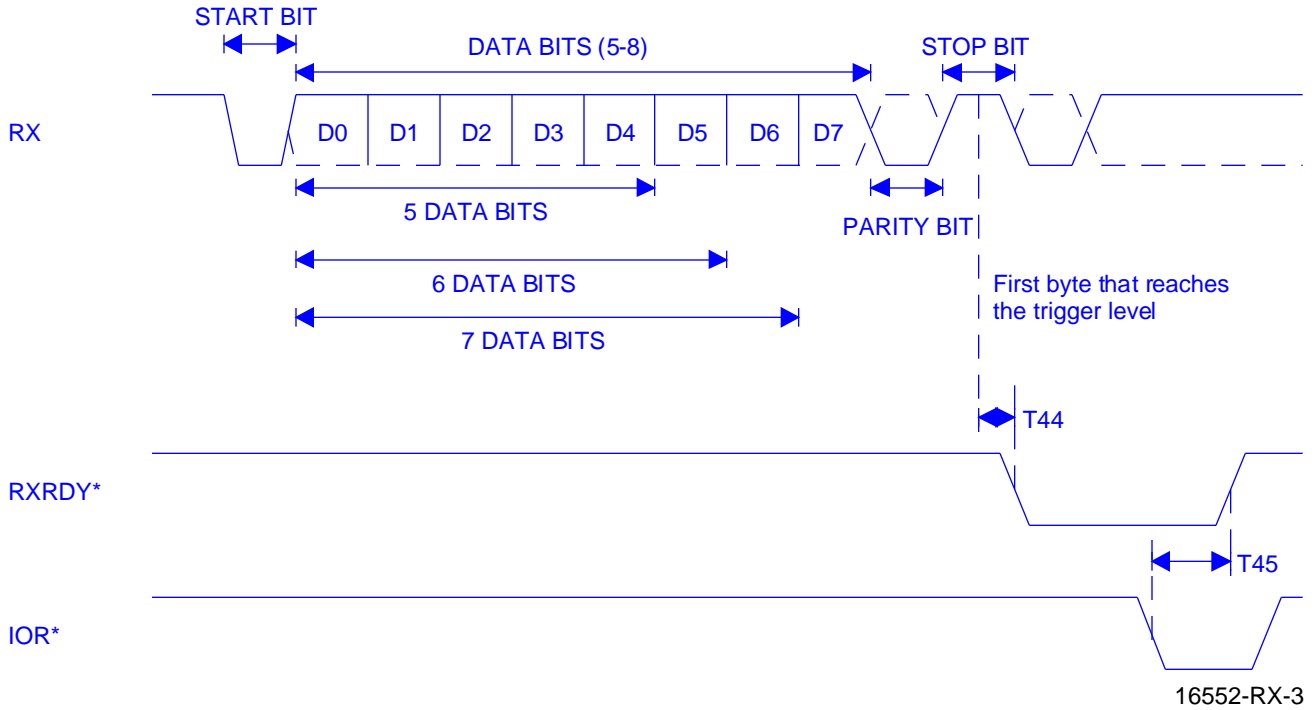 START BIT
DATA BITS (5-8)
STOP BIT
RX
D0 D1 D2 D3 D4 D5 D6 D7
5 DATA BITS
PARITY BIT
6 DATA BITS
First byte that reaches
the trigger level
7 DATA BITS
T44
RXRDY*
T45
IOR*
16552-RX-3